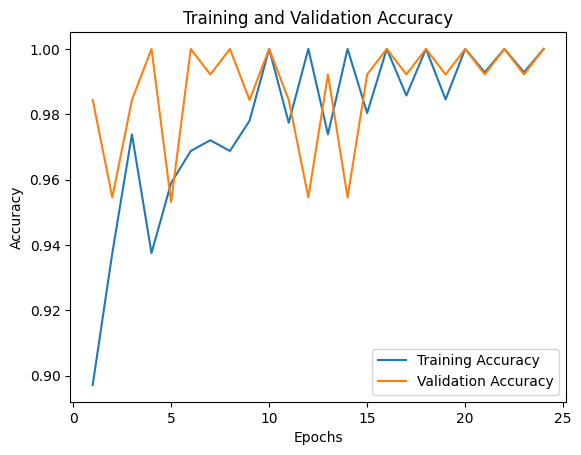 Training and Validation Accuracy
1.00
0.98
0.96
0.94
0.92
0.90
Accuracy
0
5
10
15
20
25
Epochs
Training Accuracy
Validation Accuracy